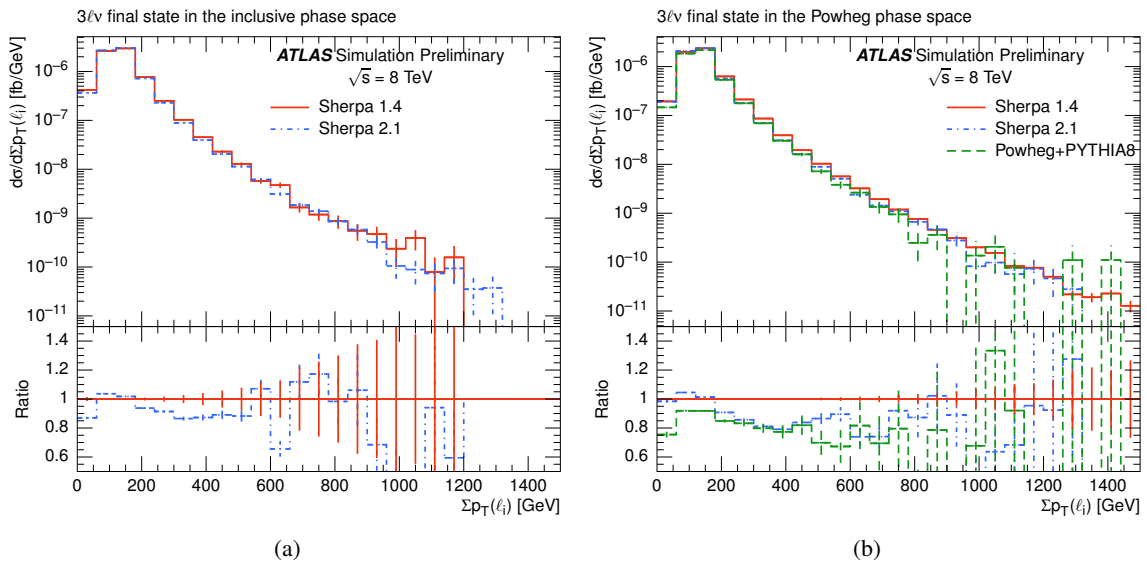 3ℓν final state in the inclusive phase space
dσ/dΣp_T(ℓ_i) [fb/GeV]
10⁻⁶
10⁻⁷
10⁻⁸
10⁻⁹
10⁻¹⁰
10⁻¹¹
ATLAS Simulation Preliminary
√s = 8 TeV
Sherpa 1.4
Sherpa 2.1
Ratio
1.4
1.2
1
0.8
0.6
0 200 400 600 800 1000 1200 1400
Σp_T(ℓ_i) [GeV]
(a)
3ℓν final state in the Powheg phase space
dσ/dΣp_T(ℓ_i) [fb/GeV]
10⁻⁶
10⁻⁷
10⁻⁸
10⁻⁹
10⁻¹⁰
10⁻¹¹
ATLAS Simulation Preliminary
√s = 8 TeV
Sherpa 1.4
Sherpa 2.1
Powheg+PYTHIA8
Ratio
1.4
1.2
1
0.8
0.6
0 200 400 600 800 1000 1200 1400
Σp_T(ℓ_i) [GeV]
(b)